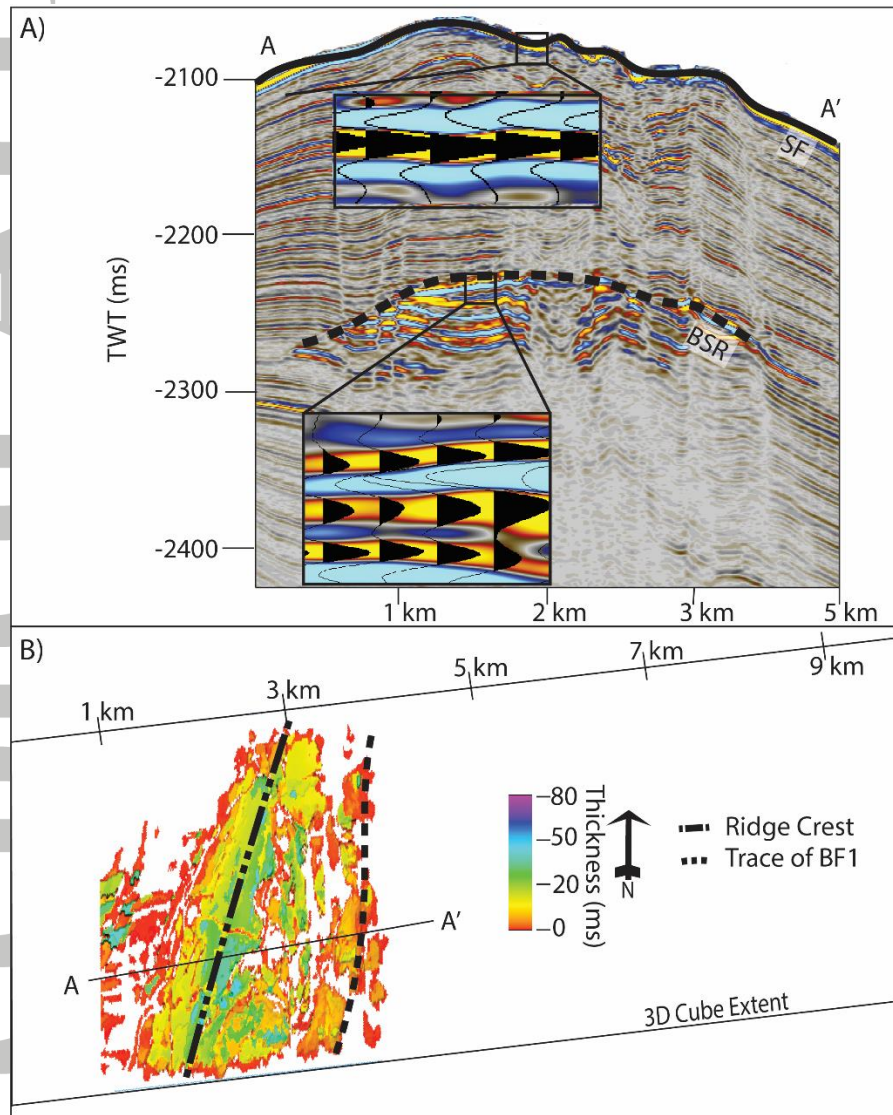 A)
A
A'
SF
-2100
-2200
-2300
-2400
TWT (ms)
BSR
1 km
2 km
3 km
5 km
B)
1 km
3 km
5 km
7 km
9 km
A
A'
80
50
20
0
Thickness (ms)
N
Ridge Crest
Trace of BF1
3D Cube Extent